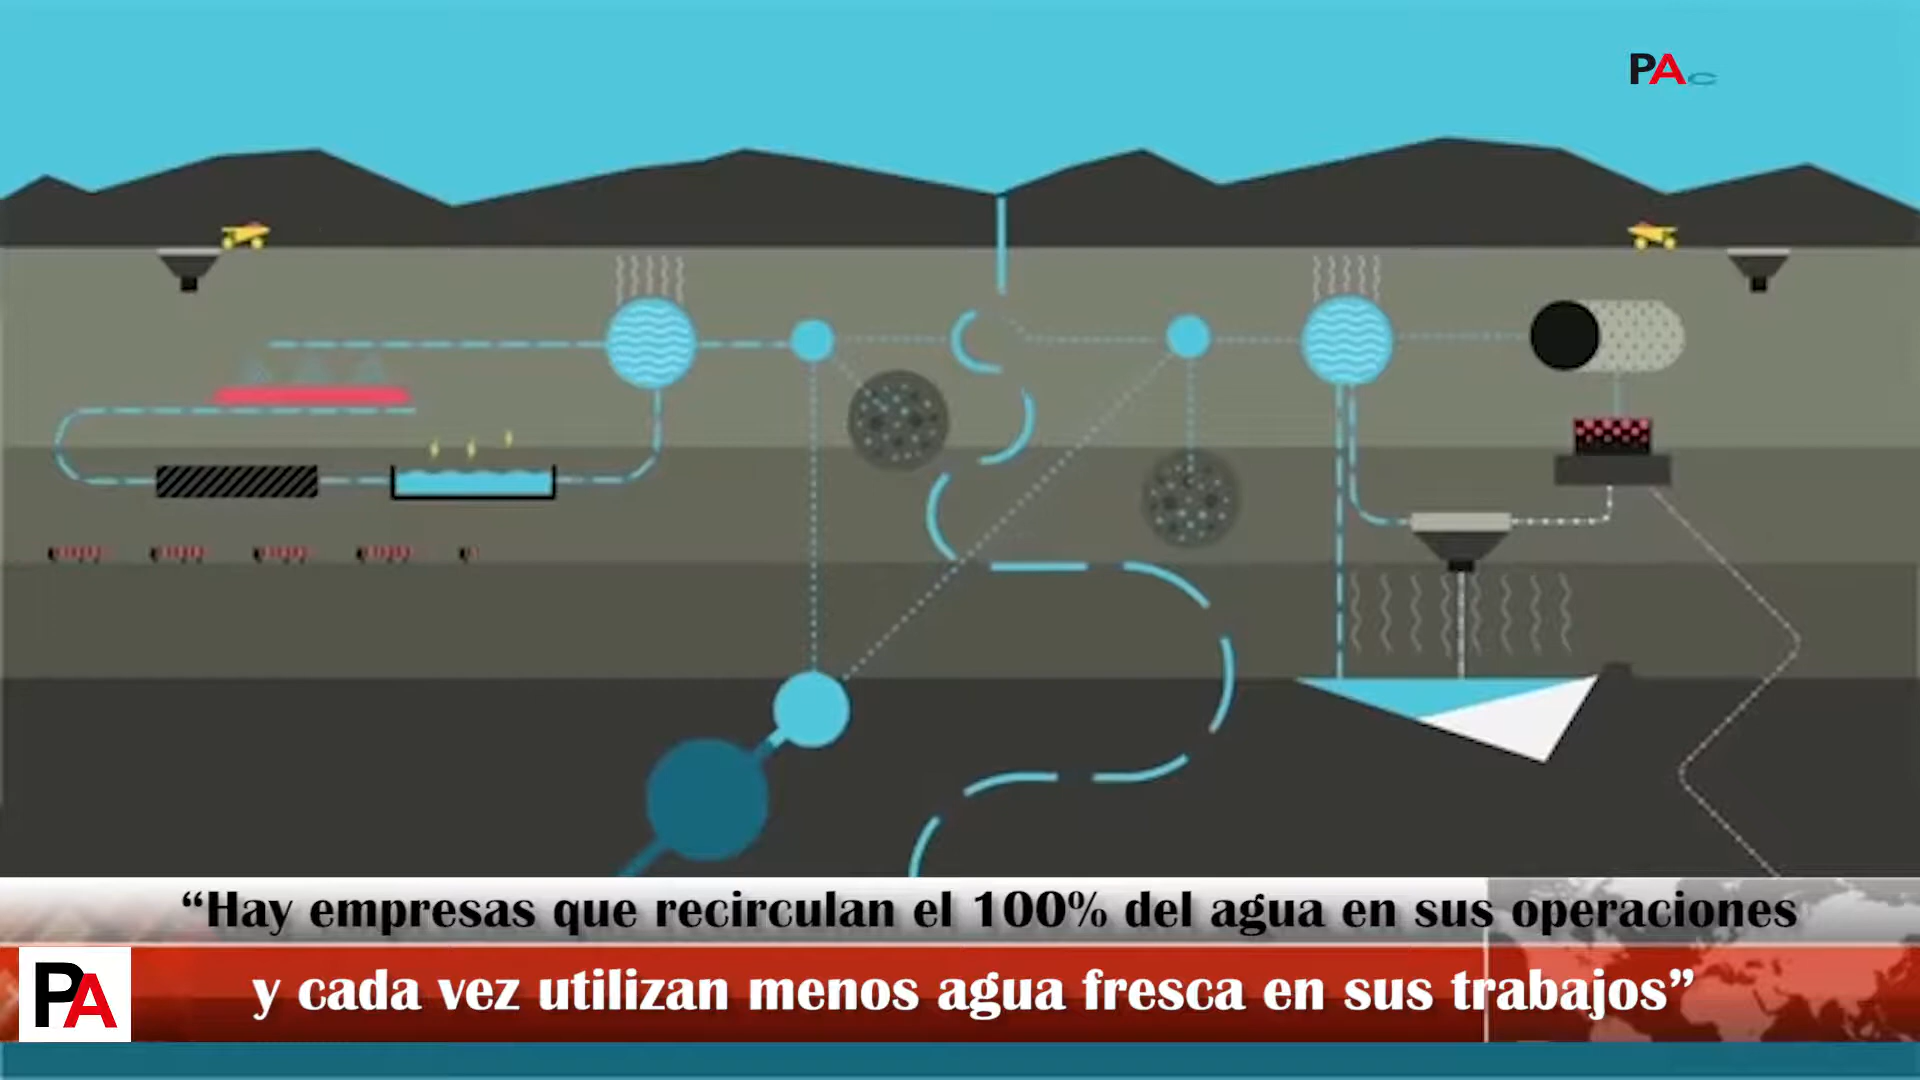 PA
“Hay empresas que recirculan el 100% del agua en sus operaciones
PA
y cada vez utilizan menos agua fresca en sus trabajos”